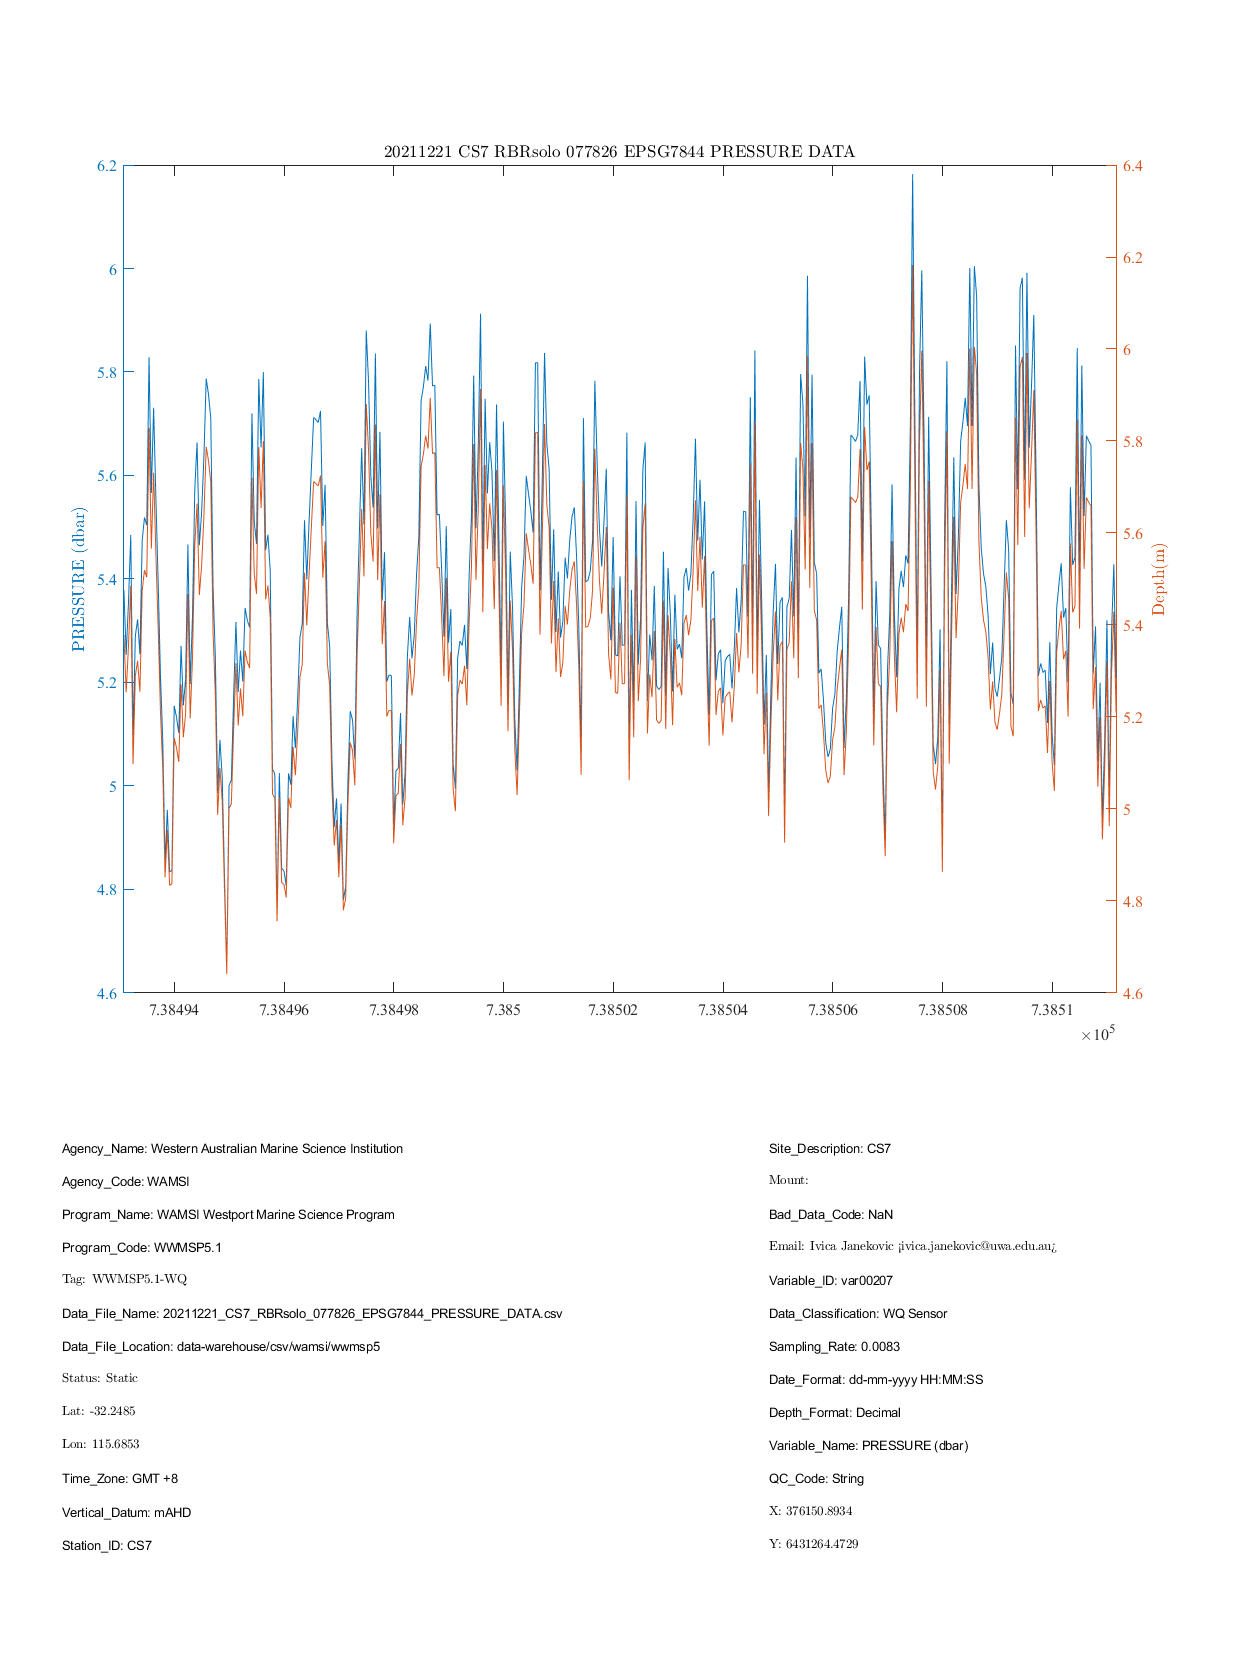 20211221 CS7 RBRsolo 077826 EPSG7844 PRESSURE DATA
6.2
6
5.8
5.6
5.4
5.2
5
4.8
4.6
PRESSURE (dbar)
6.4
6.2
6
5.8
5.6
5.4
5.2
5
4.8
4.6
Depth(m)
7.38494 7.38496 7.38498 7.385 7.38502 7.38504 7.38506 7.38508 7.3851
×10^5
Agency_Name: Western Australian Marine Science Institution
Agency_Code: WAMSI
Program_Name: WAMSI Westport Marine Science Program
Program_Code: WWMSP5.1
Tag: WWMSP5.1-WQ
Data_File_Name: 20211221_CS7_RBRsolo_077826_EPSG7844_PRESSURE_DATA.csv
Data_File_Location: data-warehouse/csv/wamsi/wwmsp5
Status: Static
Lat: -32.2485
Lon: 115.6853
Time_Zone: GMT +8
Vertical_Datum: mAHD
Station_ID: CS7
Site_Description: CS7
Mount:
Bad_Data_Code: NaN
Email: Ivica Janekovic ¡ivica.janekovic@uwa.edu.au¿
Variable_ID: var00207
Data_Classification: WQ Sensor
Sampling_Rate: 0.0083
Date_Format: dd-mm-yyyy HH:MM:SS
Depth_Format: Decimal
Variable_Name: PRESSURE (dbar)
QC_Code: String
X: 376150.8934
Y: 6431264.4729